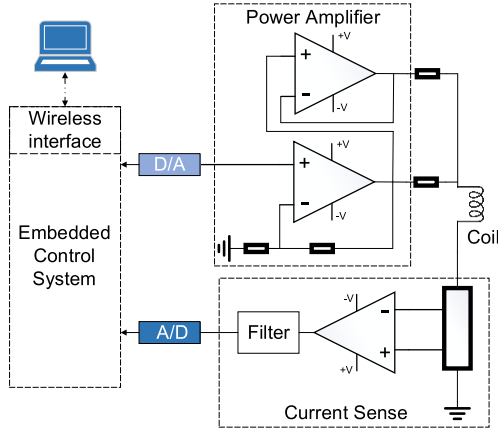 Power Amplifier
+V
+
-
-V
Wireless
interface
D/A
+V
+
-
-V
Embedded
Control
System
Coil
A/D
Filter
-V
-
+
+V
Current Sense